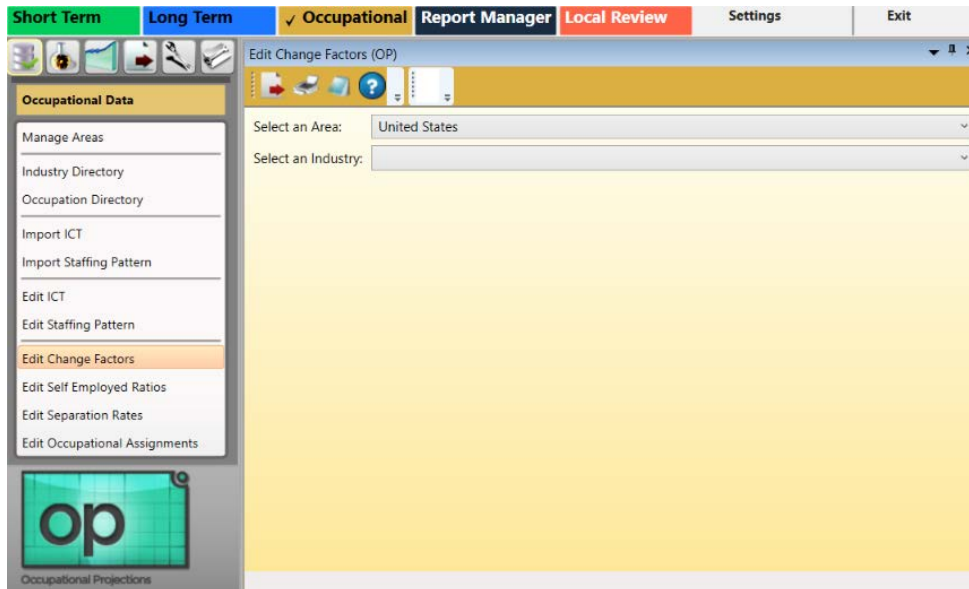 Short Term Long Term ✓ Occupational Report Manager Local Review Settings Exit
Edit Change Factors (OP)
Occupational Data
Manage Areas
Industry Directory
Occupation Directory
Import ICT
Import Staffing Pattern
Edit ICT
Edit Staffing Pattern
Edit Change Factors
Edit Self Employed Ratios
Edit Separation Rates
Edit Occupational Assignments
op
Occupational Projections
Select an Area: United States
Select an Industry: